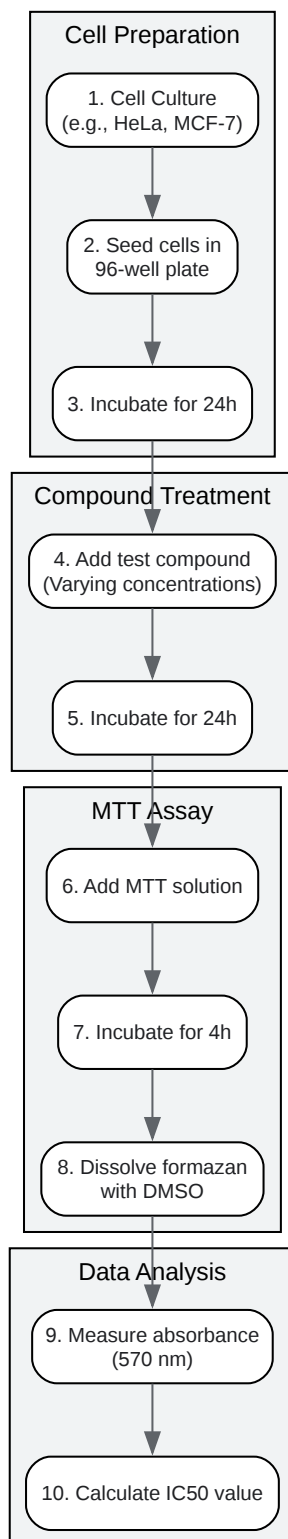 Cell Preparation
1. Cell Culture
(e.g., HeLa, MCF-7)
2. Seed cells in
96-well plate
3. Incubate for 24h
Compound Treatment
4. Add test compound
(Varying concentrations)
5. Incubate for 24h
MTT Assay
6. Add MTT solution
7. Incubate for 4h
8. Dissolve formazan
with DMSO
Data Analysis
9. Measure absorbance
(570 nm)
10. Calculate IC50 value